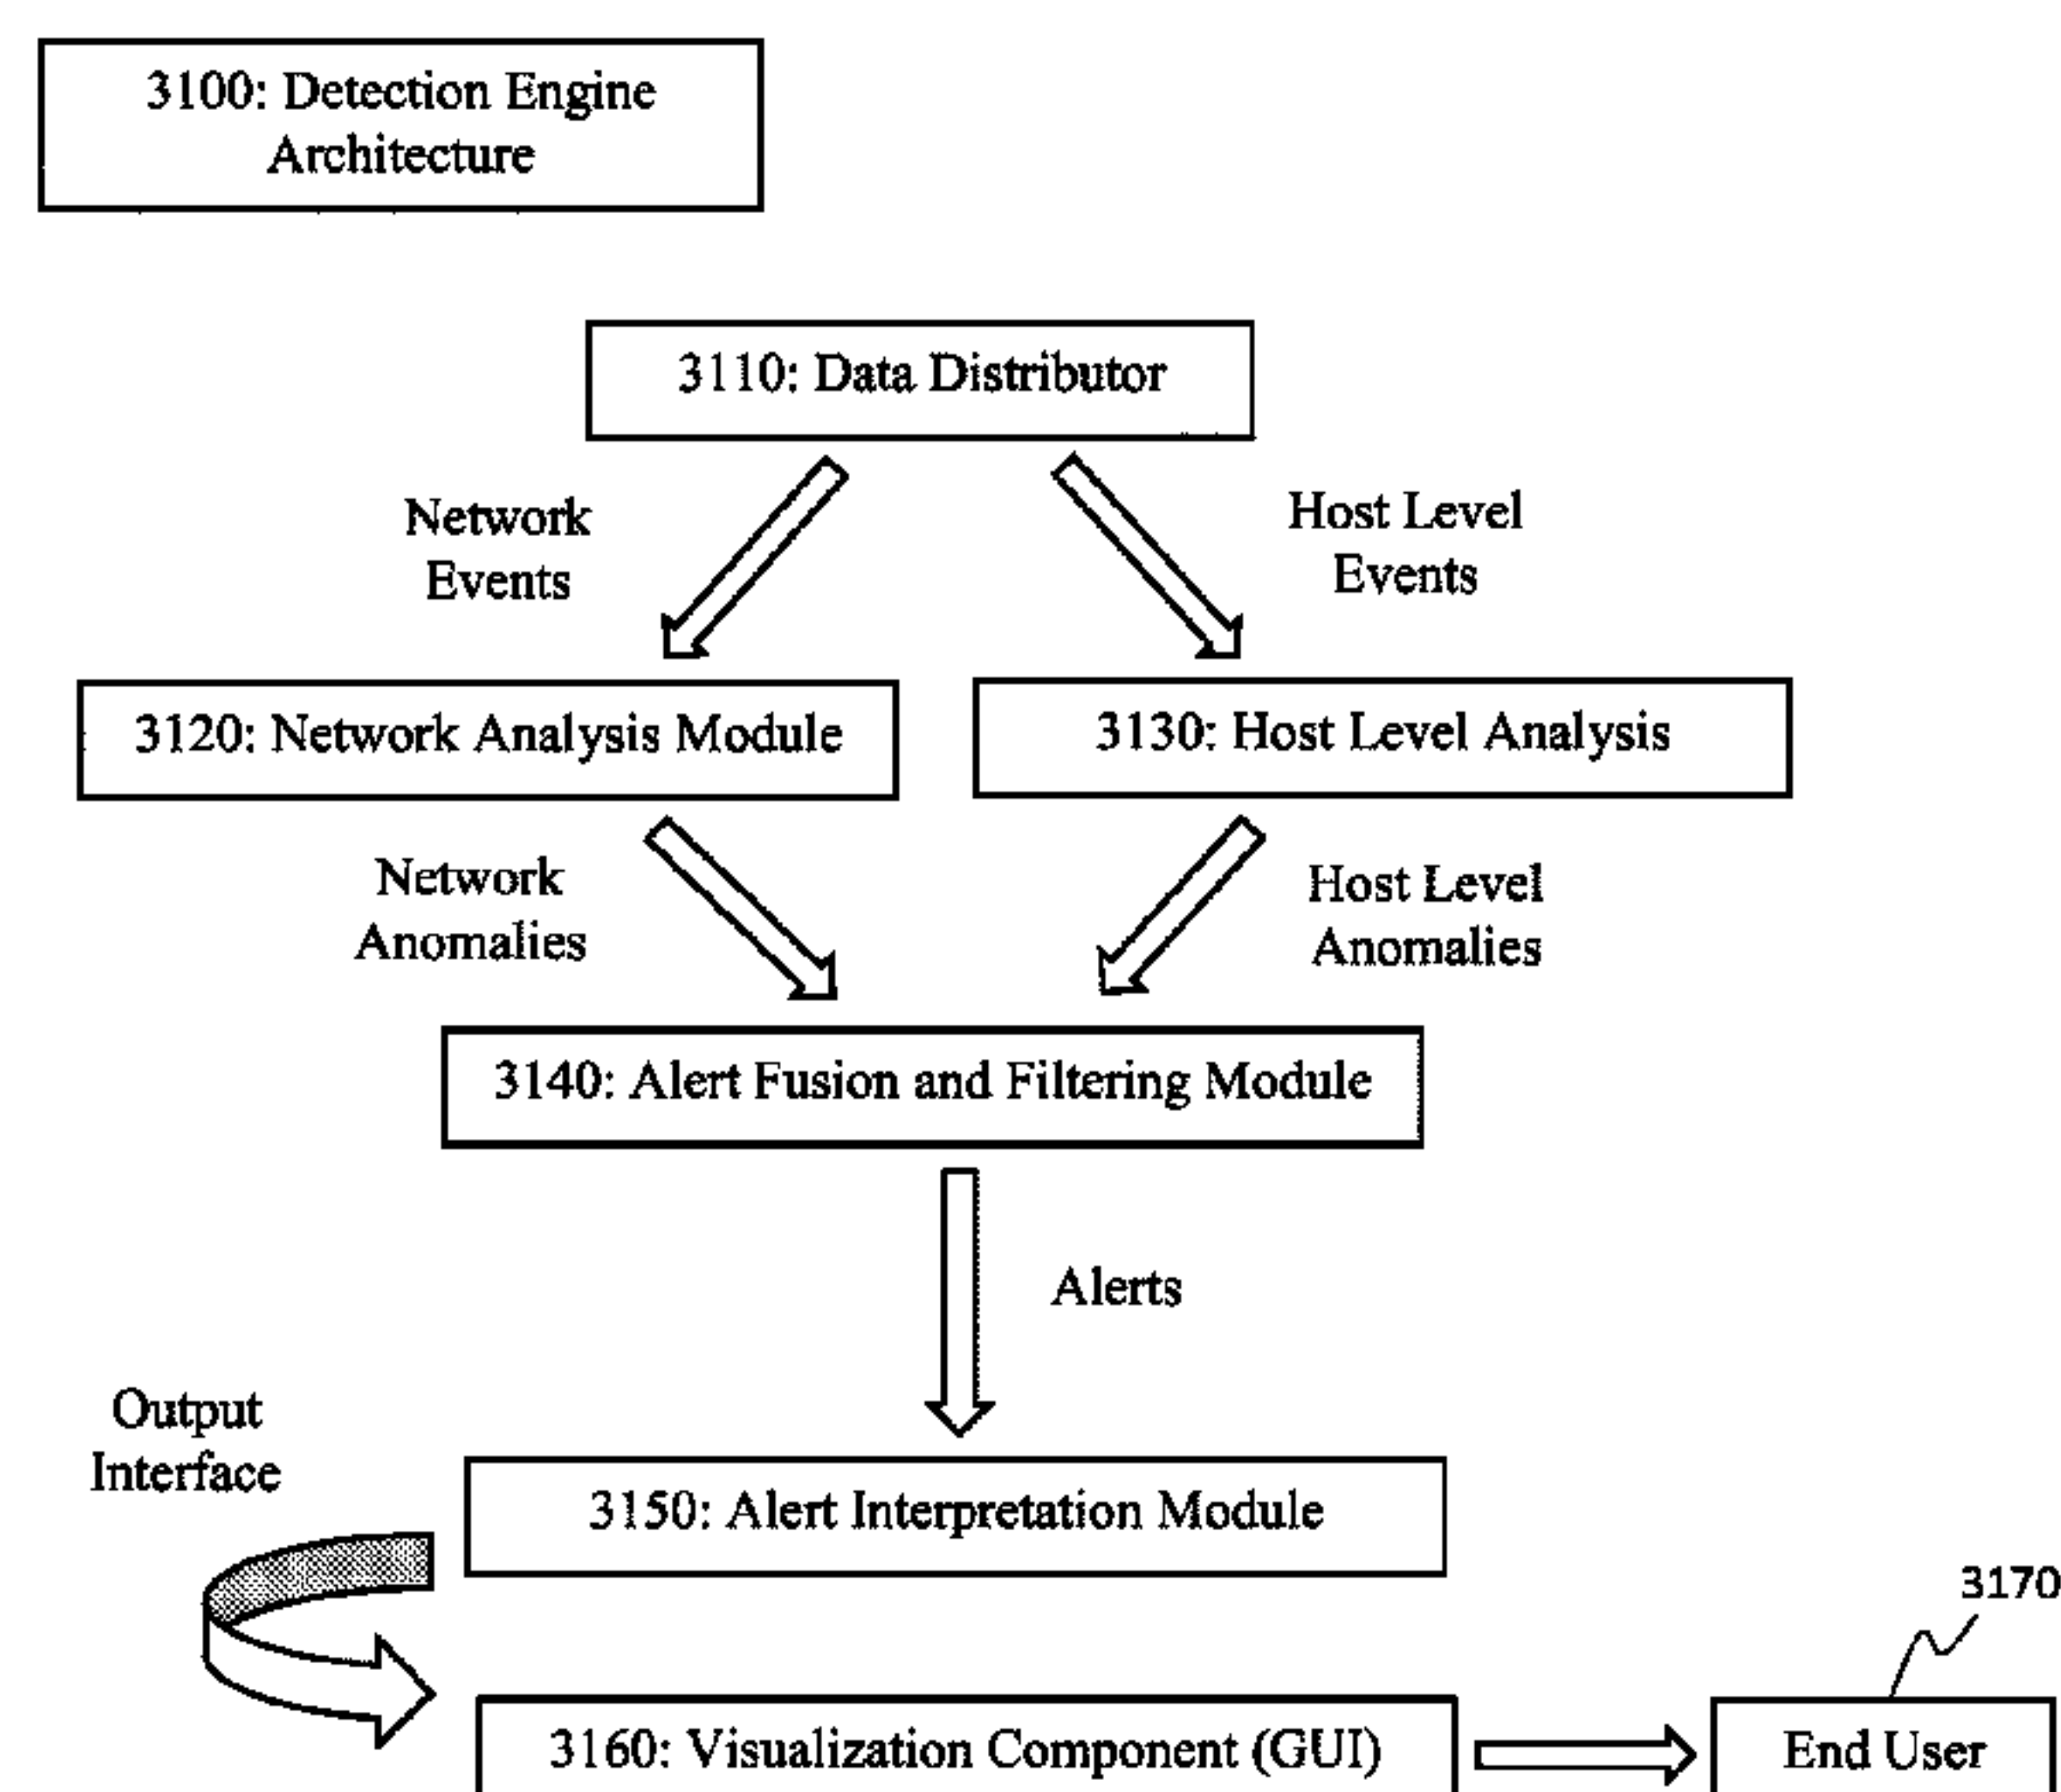 3100: Detection Engine
Architecture
3110: Data Distributor
Network
Events
Host Level
Events
3120: Network Analysis Module
3130: Host Level Analysis
Network
Anomalies
Host Level
Anomalies
3140: Alert Fusion and Filtering Module
Alerts
Output
Interface
3150: Alert Interpretation Module
3170
3160: Visualization Component (GUI)
End User